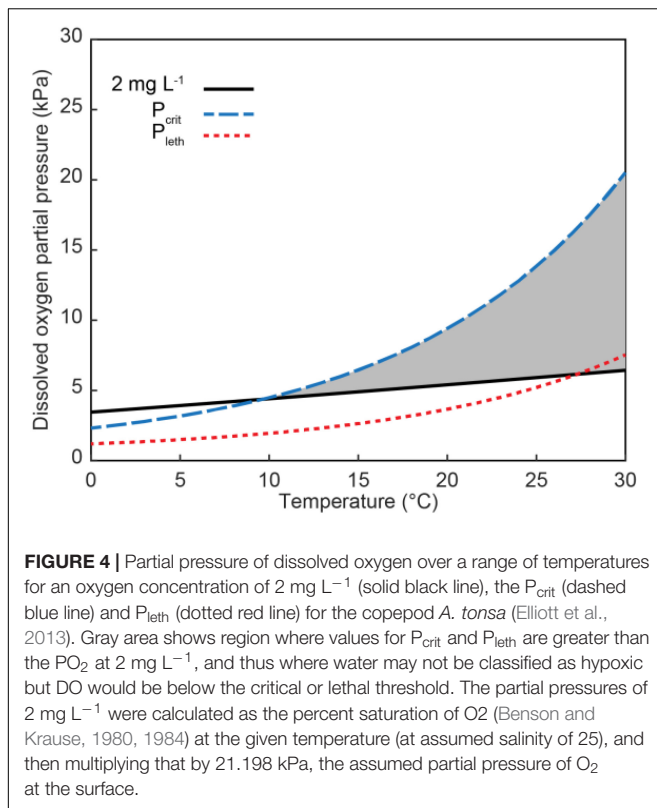 30
25
20
15
10
5
0
Dissolved oxygen partial pressure (kPa)
2 mg L⁻¹
P_crit
P_leth
0 5 10 15 20 25 30
Temperature (°C)
FIGURE 4 | Partial pressure of dissolved oxygen over a range of temperatures
for an oxygen concentration of 2 mg L⁻¹ (solid black line), the P_crit (dashed
blue line) and P_leth (dotted red line) for the copepod A. tonsa (Elliott et al.,
2013). Gray area shows region where values for P_crit and P_leth are greater than
the PO₂ at 2 mg L⁻¹, and thus where water may not be classified as hypoxic
but DO would be below the critical or lethal threshold. The partial pressures of
2 mg L⁻¹ were calculated as the percent saturation of O2 (Benson and
Krause, 1980, 1984) at the given temperature (at assumed salinity of 25), and
then multiplying that by 21.198 kPa, the assumed partial pressure of O₂
at the surface.